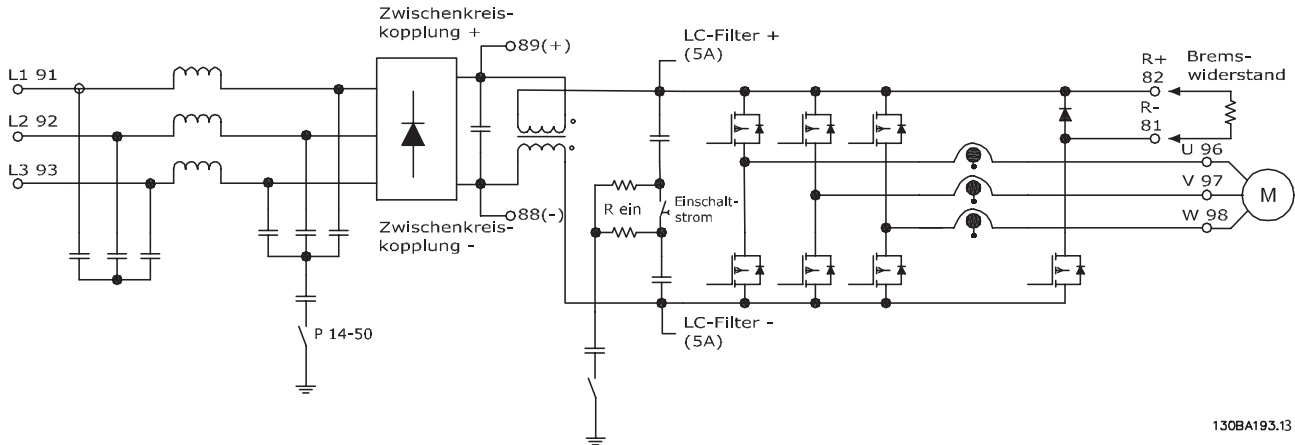 Zwischenkreis-
kopplung +
89(+)
LC-Filter +
(5A)
R+
82
Brems-
widerstand
L1 91
R-
81
L2 92
U 96
L3 93
V 97
M
R ein
Einschalt-
strom
88(-)
W 98
Zwischenkreis-
kopplung -
P 14-50
LC-Filter -
(5A)
130BA193.13